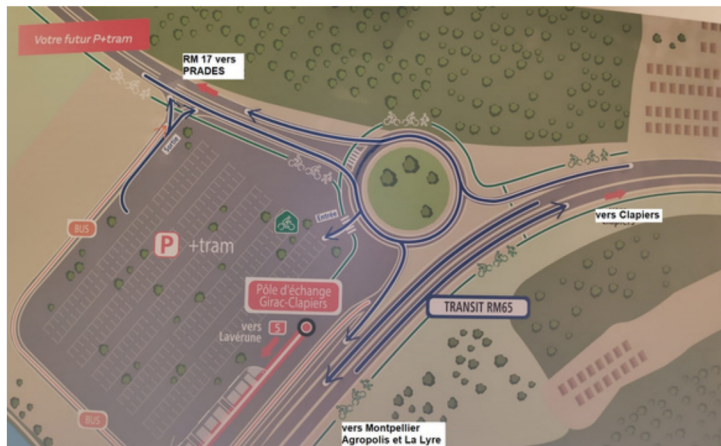 Votre futur P+tram
RM 17 vers
PRADES
Sortie
Entrée
BUS
P +tram
vers Clapiers
Pôle d'échange
Girac-Clapiers
TRANSIT RM65
vers 5
Lavérune
BUS
vers Montpellier
Agropolis et La Lyre